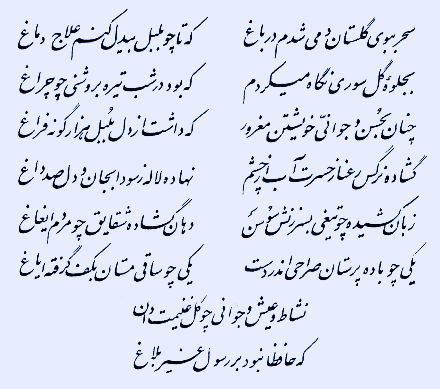 سحر ببوی گلستان دمی شدم در باغ که تا چو بلبل بیدل کنم علاج دماغ
بجلوهٔ گل سوری نگاه میکردم که بود در شب تیره بروشنی چو چراغ
چنان بحسن و جوانی خویشتن مغرور که داشت از دل بلبل هزار گونه فراغ
گشاده نرگس رعنا ز حسرت آب از چشم نهاده لاله ز سودا بجان و دل صد داغ
زبان کشیده چو تیغی بسرزنش سوسن دهان گشاده شقایق چو مردم ایغاغ
یکی چو باده پرستان صراحی اندر دست یکی چو ساقی مستان بکف گرفته ایاغ
نشاط و عیش و جوانی چو گل غنیمت دان
که حافظا نبود بر رسول غیر بلاغ